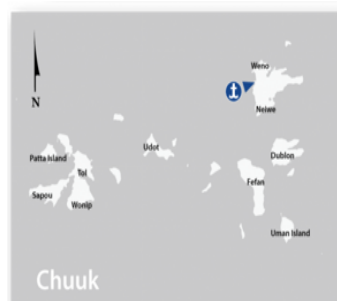 Weno
N
Neiwe
Udot
Dublon
Patta Island
Tol
Fefan
Sapou
Wonip
Uman Island
Chuuk